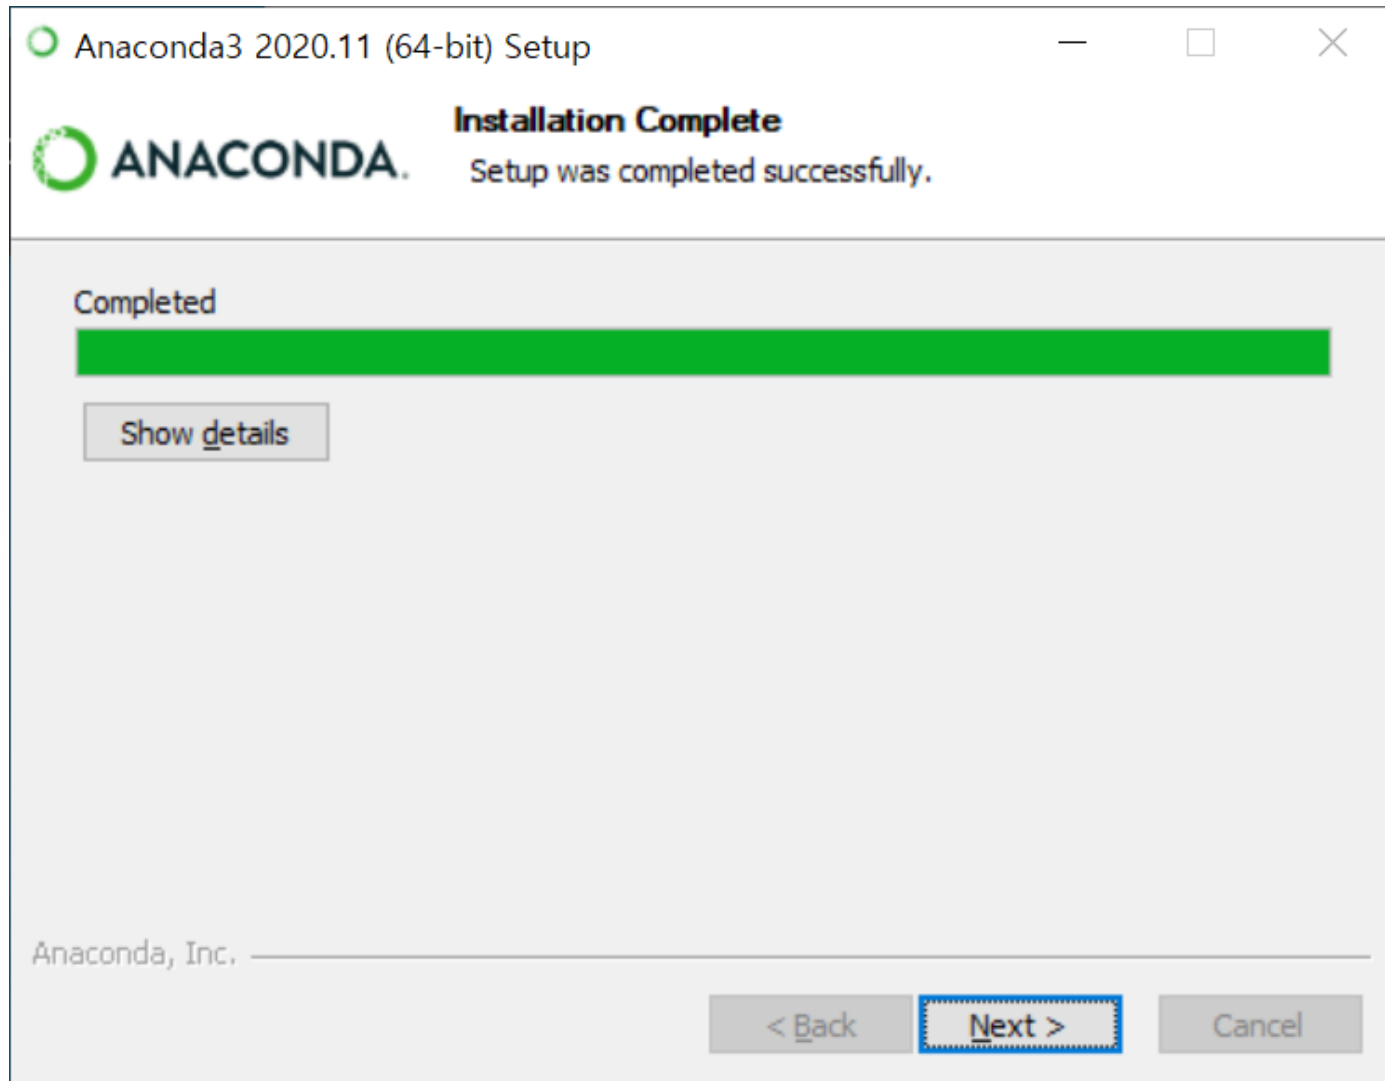 Anaconda3 2020.11 (64-bit) Setup
ANACONDA.
Installation Complete
Setup was completed successfully.
Completed
Show details
Anaconda, Inc.
< Back
Next >
Cancel